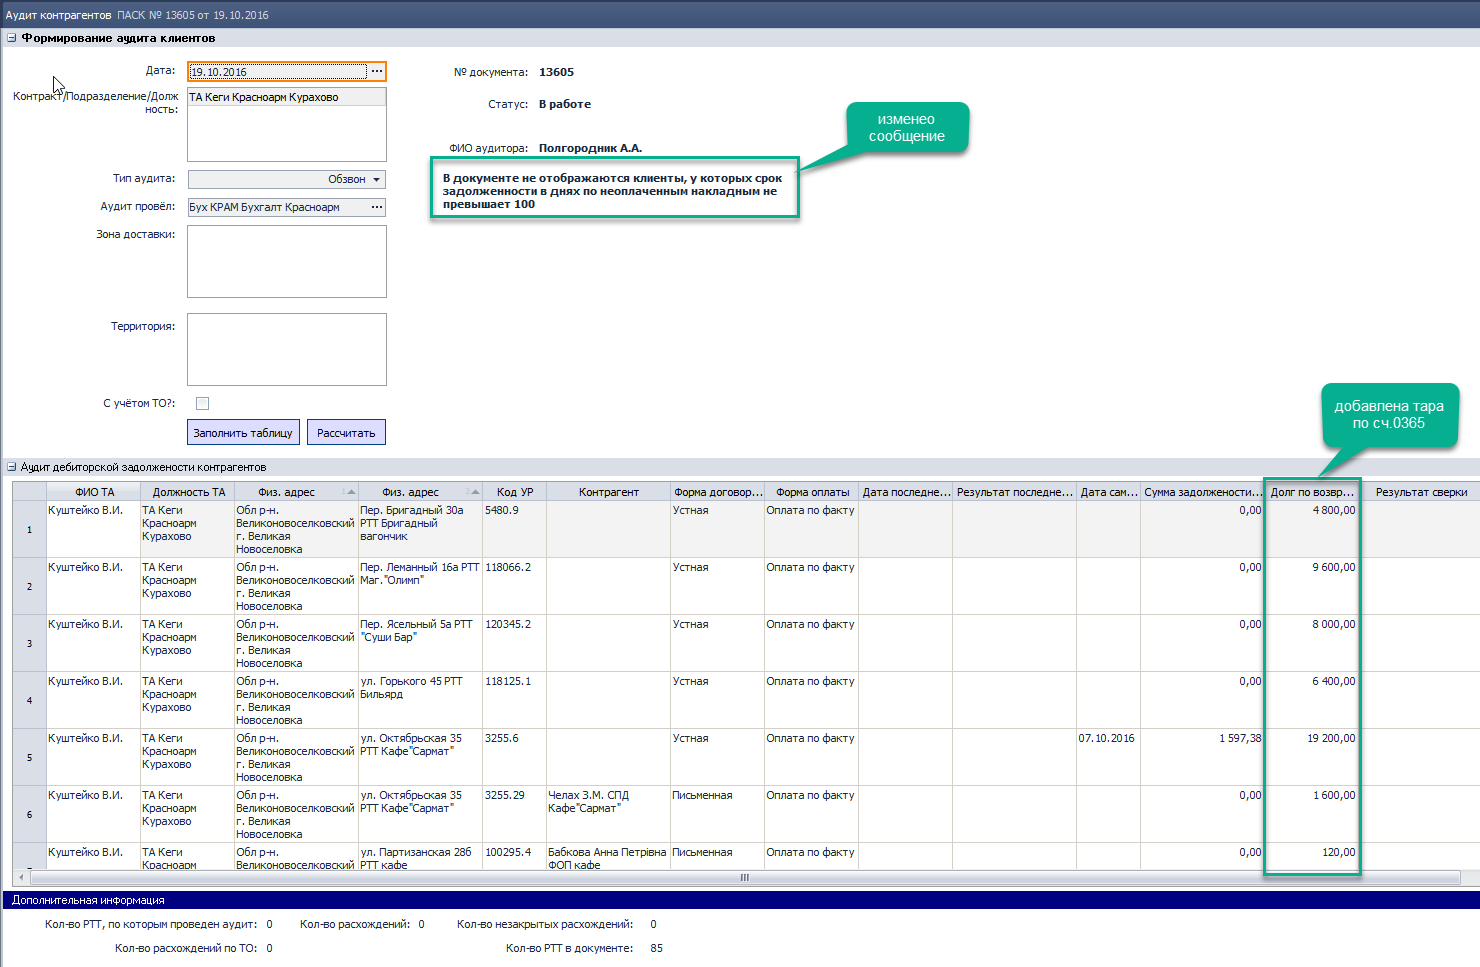 Аудит контрагентов ПАСК № 13605 от 19.10.2016
Формирование аудита клиентов
Дата: 19.10.2016 ...
№ документа: 13605
Контракт/Подразделение/Должность: ТА Кеги Красноарм Курахово
Статус: В работе
изменео
сообщение
ФИО аудитора: Полгородник А.А.
В документе не отображаются клиенты, у которых срок
задолженности в днях по неоплаченным накладным не
превышает 100
Тип аудита: Обзвон
Аудит провёл: Бух КРАМ Бухгалт Красноарм ...
Зона доставки:
Территория:
С учётом ТО?:
Заполнить таблицу Рассчитать
добавлена тара
по сч.0365
Аудит дебиторской задолжености контрагентов
ФИО ТА Должность ТА Физ. адрес 1 Физ. адрес 2 Код УР Контрагент Форма договор... Форма оплаты Дата последне... Результат последне... Дата сам... Сумма задолжености... Долг по возвр... Результат сверки
1 Куштейко В.И. ТА Кеги Красноарм Курахово Обл р-н. Великоновоселковский г. Великая Новоселовка Пер. Бригадный 30а РТТ Бригадный вагончик 5480.9 Устная Оплата по факту 0,00 4 800,00
2 Куштейко В.И. ТА Кеги Красноарм Курахово Обл р-н. Великоновоселковский г. Великая Новоселовка Пер. Леманный 16а РТТ Маг."Олимп" 118066.2 Устная Оплата по факту 0,00 9 600,00
3 Куштейко В.И. ТА Кеги Красноарм Курахово Обл р-н. Великоновоселковский г. Великая Новоселовка Пер. Ясельный 5а РТТ "Суши Бар" 120345.2 Устная Оплата по факту 0,00 8 000,00
4 Куштейко В.И. ТА Кеги Красноарм Курахово Обл р-н. Великоновоселковский г. Великая Новоселовка ул. Горького 45 РТТ Бильярд 118125.1 Устная Оплата по факту 0,00 6 400,00
5 Куштейко В.И. ТА Кеги Красноарм Курахово Обл р-н. Великоновоселковский г. Великая Новоселовка ул. Октябрьская 35 РТТ Кафе"Сармат" 3255.6 Устная Оплата по факту 07.10.2016 1 597,38 19 200,00
6 Куштейко В.И. ТА Кеги Красноарм Курахово Обл р-н. Великоновоселковский г. Великая Новоселовка ул. Октябрьская 35 РТТ Кафе"Сармат" 3255.29 Челах З.М. СПД Кафе"Сармат" Письменная Оплата по факту 0,00 1 600,00
Куштейко В.И. ТА Кеги Красноарм Обл р-н. Великоновоселковский ул. Партизанская 28б РТТ кафе 100295.4 Бабкова Анна Петрівна ФОП кафе Письменная Оплата по факту 0,00 120,00
Дополнительная информация
Кол-во РТТ, по которым проведен аудит: 0 Кол-во расхождений: 0 Кол-во незакрытых расхождений: 0
Кол-во расхождений по ТО: 0 Кол-во РТТ в документе: 85